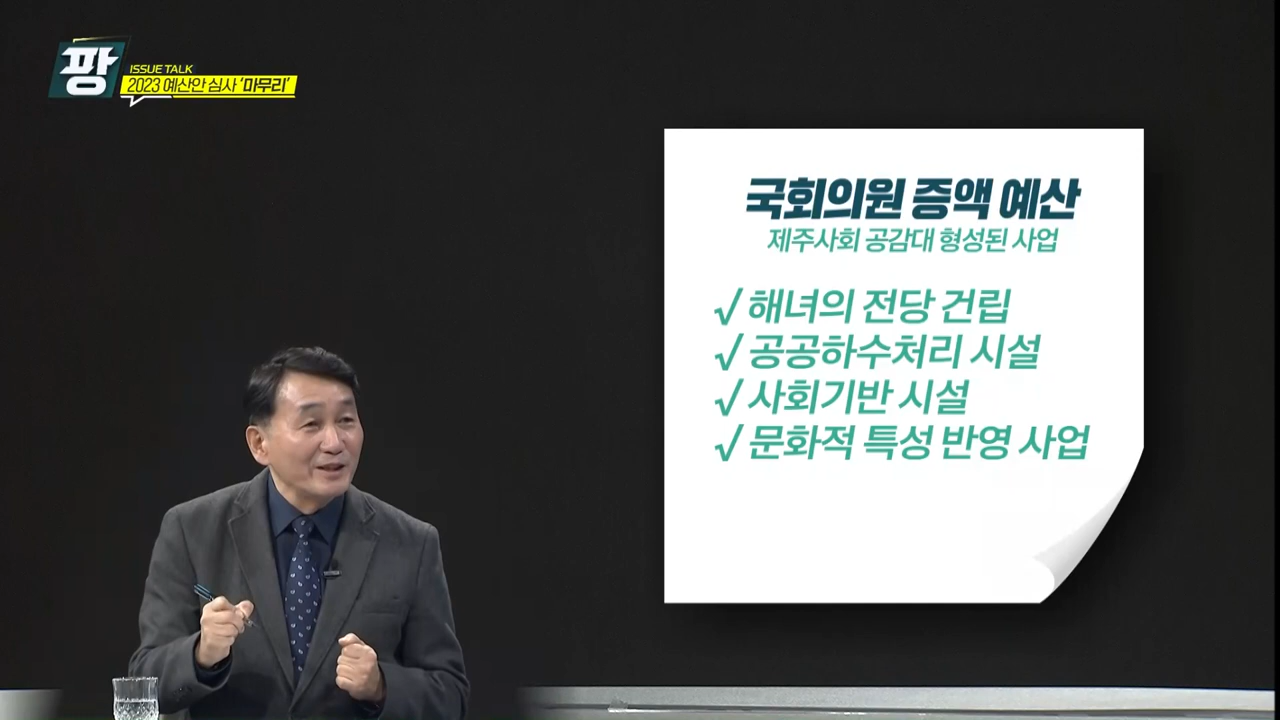 팡
ISSUE TALK
2023 예산안 심사 '마무리'
국회의원 증액 예산
제주사회 공감대 형성된 사업
√ 해녀의 전당 건립
√ 공공하수처리 시설
√ 사회기반 시설
√ 문화적 특성 반영 사업